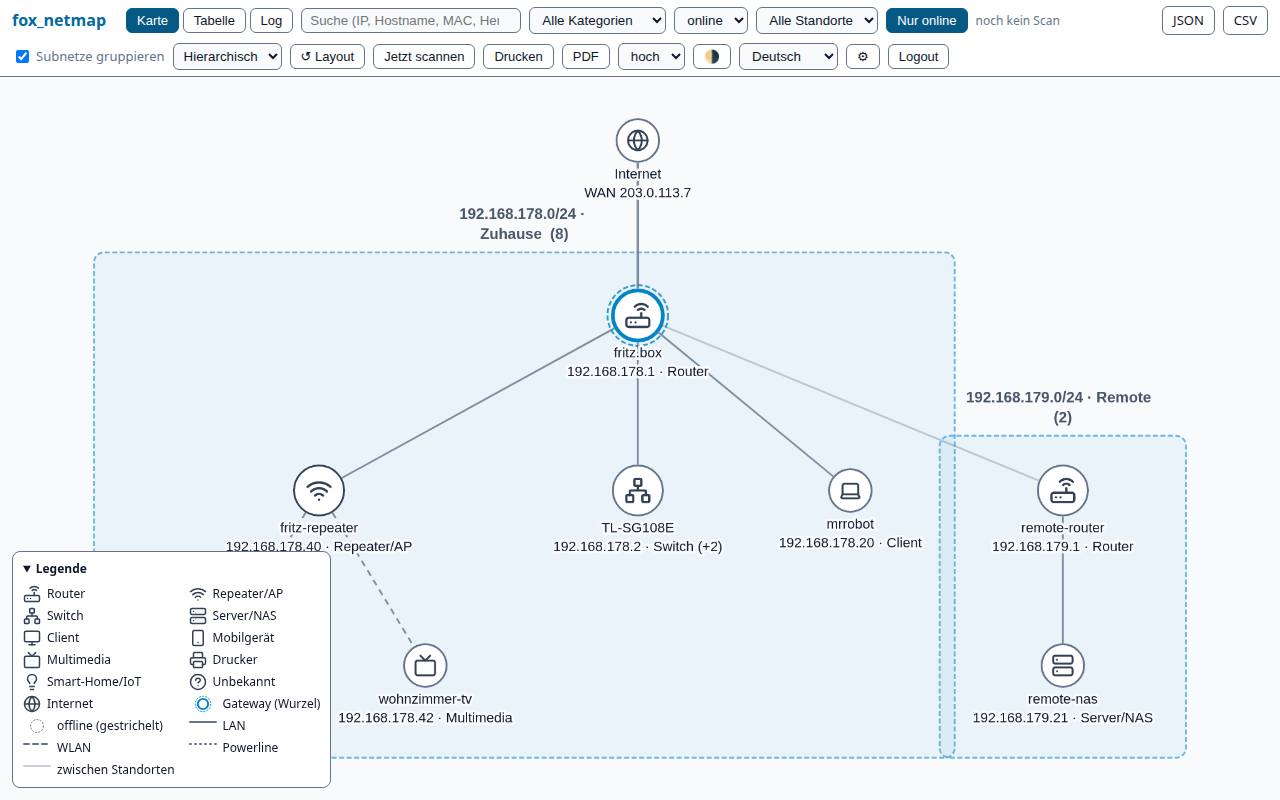 fox_netmap Karte Tabelle Log Suche (IP, Hostname, MAC, Her Alle Kategorien online Alle Standorte Nur online noch kein Scan JSON CSV
Subnetze gruppieren Hierarchisch ↺ Layout Jetzt scannen Drucken PDF hoch Deutsch Logout
Internet
WAN 203.0.113.7
192.168.178.0/24 ·
Zuhause (8)
fritz.box
192.168.178.1 · Router
192.168.179.0/24 · Remote
(2)
fritz-repeater
192.168.178.40 · Repeater/AP
TL-SG108E
192.168.178.2 · Switch (+2)
mrrobot
192.168.178.20 · Client
remote-router
192.168.179.1 · Router
wohnzimmer-tv
192.168.178.42 · Multimedia
remote-nas
192.168.179.21 · Server/NAS
▼ Legende
Router Repeater/AP
Switch Server/NAS
Client Mobilgerät
Multimedia Drucker
Smart-Home/IoT Unbekannt
Internet Gateway (Wurzel)
offline (gestrichelt) LAN
WLAN Powerline
zwischen Standorten